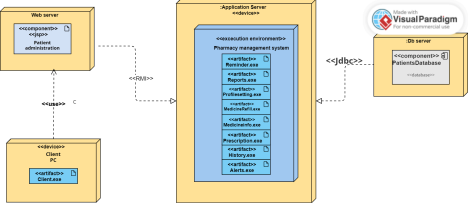 Web server
<<component>>
<<jsp>>
Patient
administration
<<use>>
C
<<device>>
Client
PC
<<artifact>>
Client.exe
<<RMI>>
:Application Server
<<device>>
<<execution environment>>
Pharmacy management system
<<artifact>>
Reminder.exe
<<artifact>>
Reports.exe
<<artifact>>
Profilesetting.exe
<<artifact>>
MedicineRefill.exe
<<artifact>>
Medicineinfo.exe
<<artifact>>
Prescription.exe
<<artifact>>
History.exe
<<artifact>>
Alerts.exe
<<Jdbc>>
Made with
Visual Paradigm
For non-commercial use
:Db server
<<component>>
PatientsDatabase
<<database>>